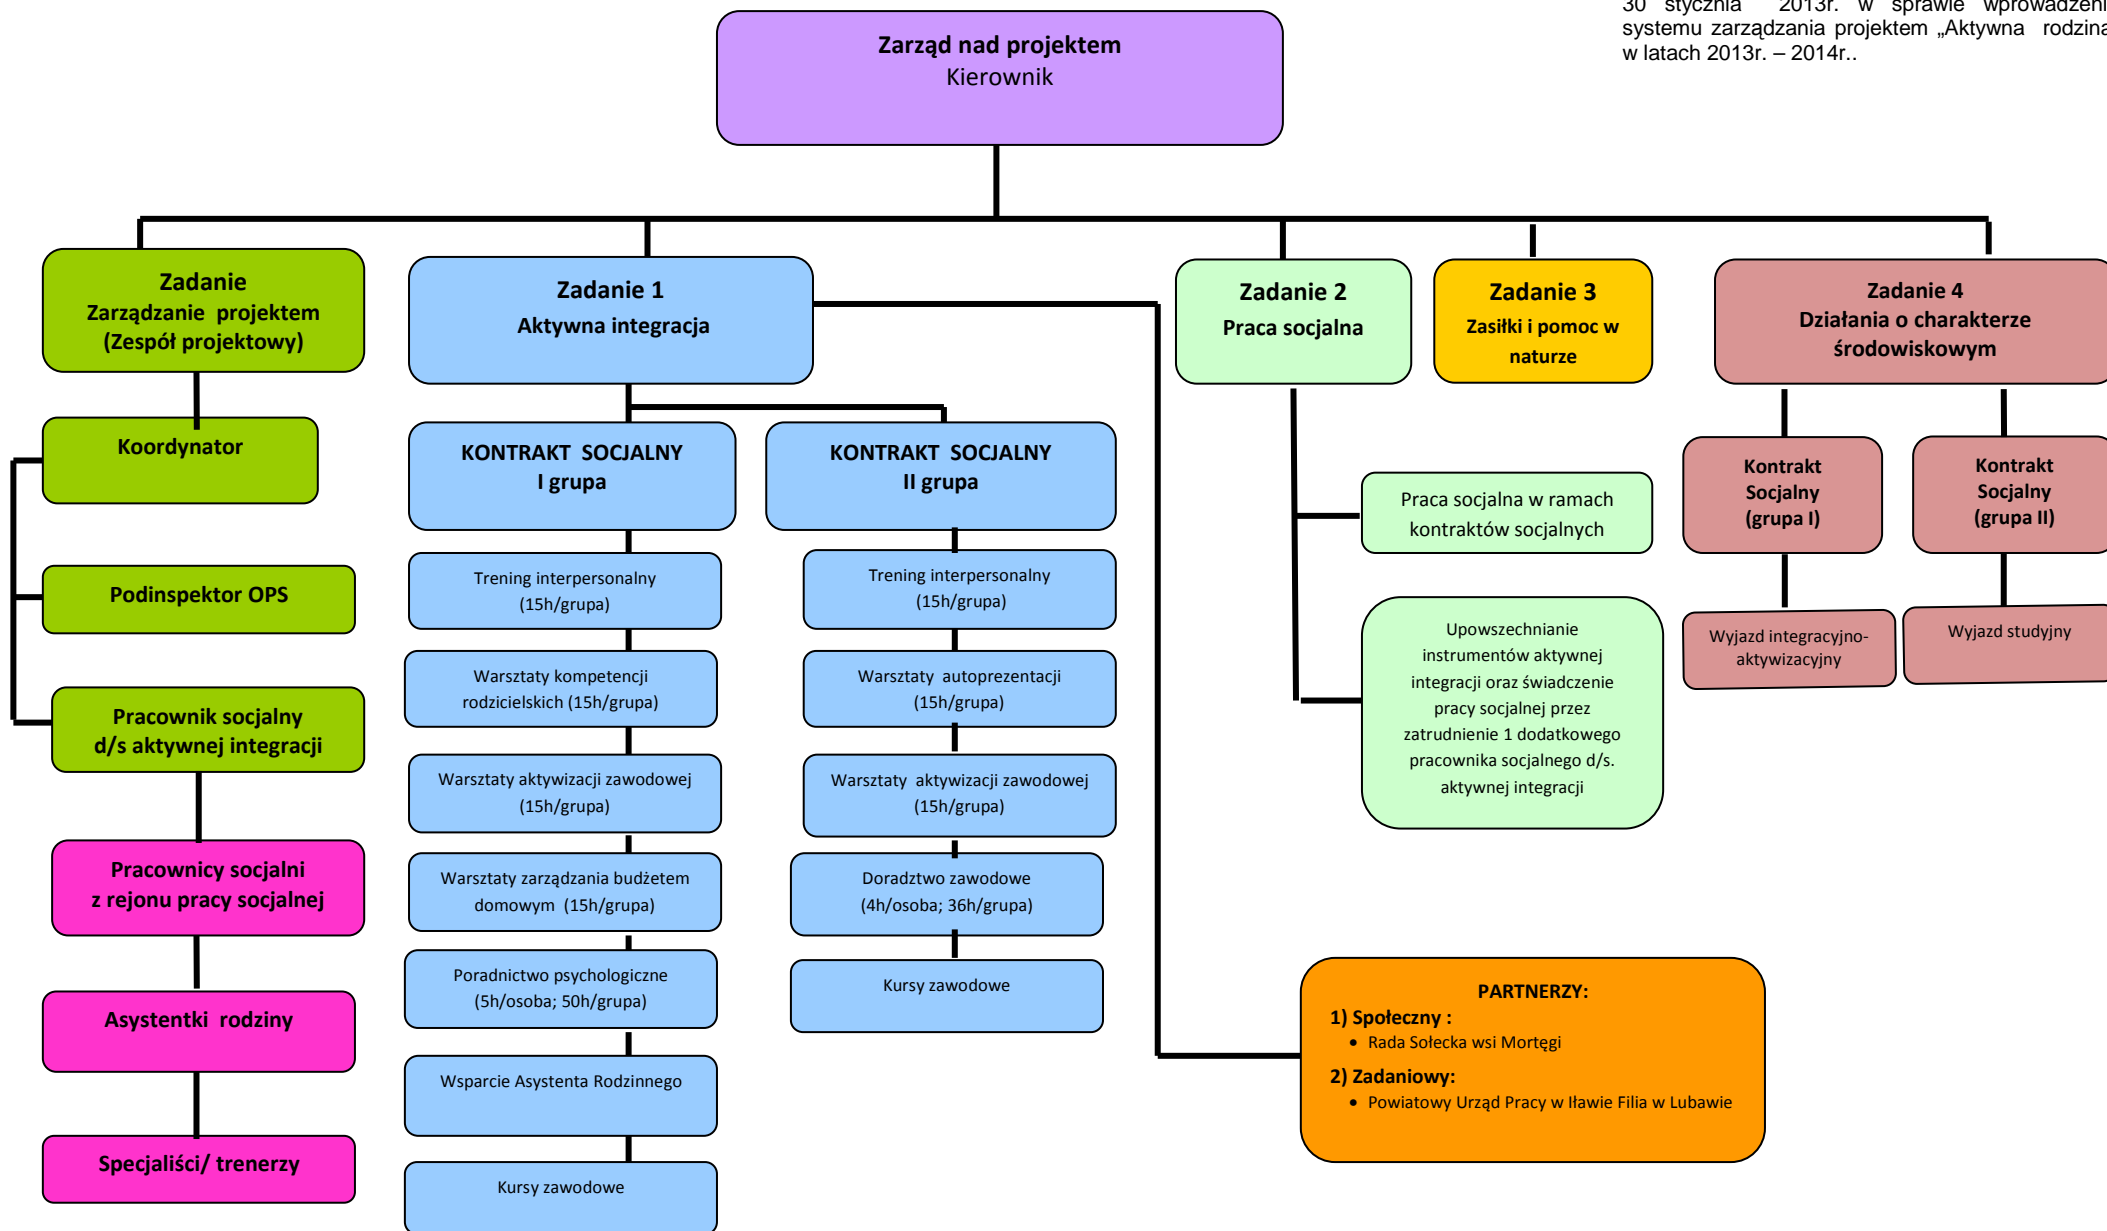 30 stycznia 2013r. w sprawie wprowadzeni
systemu zarządzania projektem „Aktywna rodzina
w latach 2013r. – 2014r..
Zarząd nad projektem
Kierownik
Zadanie
Zarządzanie projektem
(Zespół projektowy)
Koordynator
Podinspektor OPS
Pracownik socjalny
d/s aktywnej integracji
Pracownicy socjalni
z rejonu pracy socjalnej
Asystentki rodziny
Specjaliści/ trenerzy
Zadanie 1
Aktywna integracja
KONTRAKT SOCJALNY
I grupa
Trening interpersonalny
(15h/grupa)
Warsztaty kompetencji
rodzicielskich (15h/grupa)
Warsztaty aktywizacji zawodowej
(15h/grupa)
Warsztaty zarządzania budżetem
domowym (15h/grupa)
Poradnictwo psychologiczne
(5h/osoba; 50h/grupa)
Wsparcie Asystenta Rodzinnego
Kursy zawodowe
KONTRAKT SOCJALNY
II grupa
Trening interpersonalny
(15h/grupa)
Warsztaty autoprezentacji
(15h/grupa)
Warsztaty aktywizacji zawodowej
(15h/grupa)
Doradztwo zawodowe
(4h/osoba; 36h/grupa)
Kursy zawodowe
Zadanie 2
Praca socjalna
Praca socjalna w ramach
kontraktów socjalnych
Upowszechnianie
instrumentów aktywnej
integracji oraz świadczenie
pracy socjalnej przez
zatrudnienie 1 dodatkowego
pracownika socjalnego d/s.
aktywnej integracji
Zadanie 3
Zasiłki i pomoc w
naturze
Zadanie 4
Działania o charakterze
środowiskowym
Kontrakt
Socjalny
(grupa I)
Wyjazd integracyjno-
aktywizacyjny
Kontrakt
Socjalny
(grupa II)
Wyjazd studyjny
PARTNERZY:
1) Społeczny :
• Rada Sołecka wsi Mortęgi
2) Zadaniowy:
• Powiatowy Urząd Pracy w Iławie Filia w Lubawie